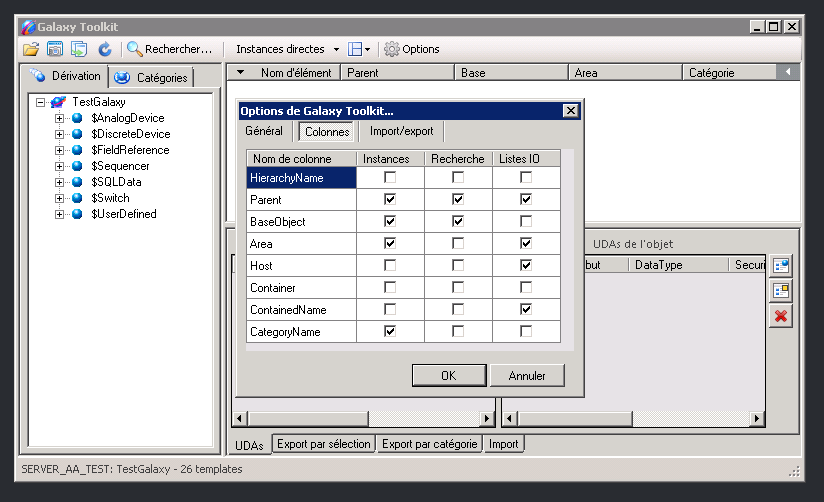 Galaxy Toolkit
Rechercher... Instances directes Options
Dérivation Catégories
TestGalaxy
$AnalogDevice
$DiscreteDevice
$FieldReference
$Sequencer
$SQLData
$Switch
$UserDefined
Nom d'élément Parent Base Area Catégorie
Options de Galaxy Toolkit...
Général Colonnes Import/export
Nom de colonne Instances Recherche Listes IO
HierarchyName
Parent
BaseObject
Area
Host
Container
ContainedName
CategoryName
OK Annuler
UDAs de l'objet
but DataType Securi
UDAs Export par sélection Export par catégorie Import
SERVER_AA_TEST: TestGalaxy - 26 templates